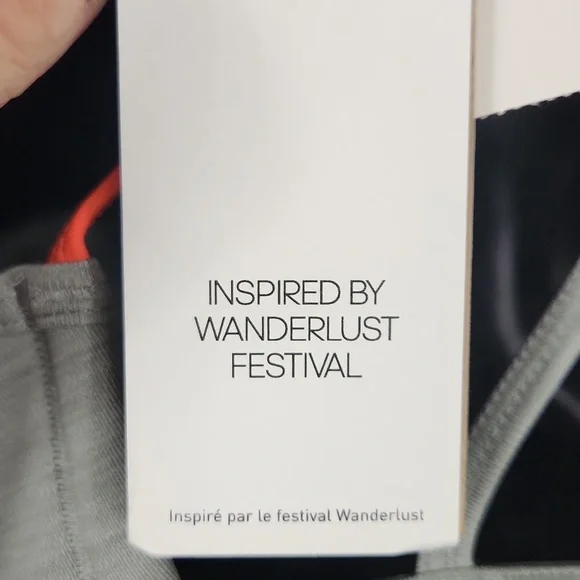 INSPIRED BY
WANDERLUST
FESTIVAL
Inspiré par le festival Wanderlust